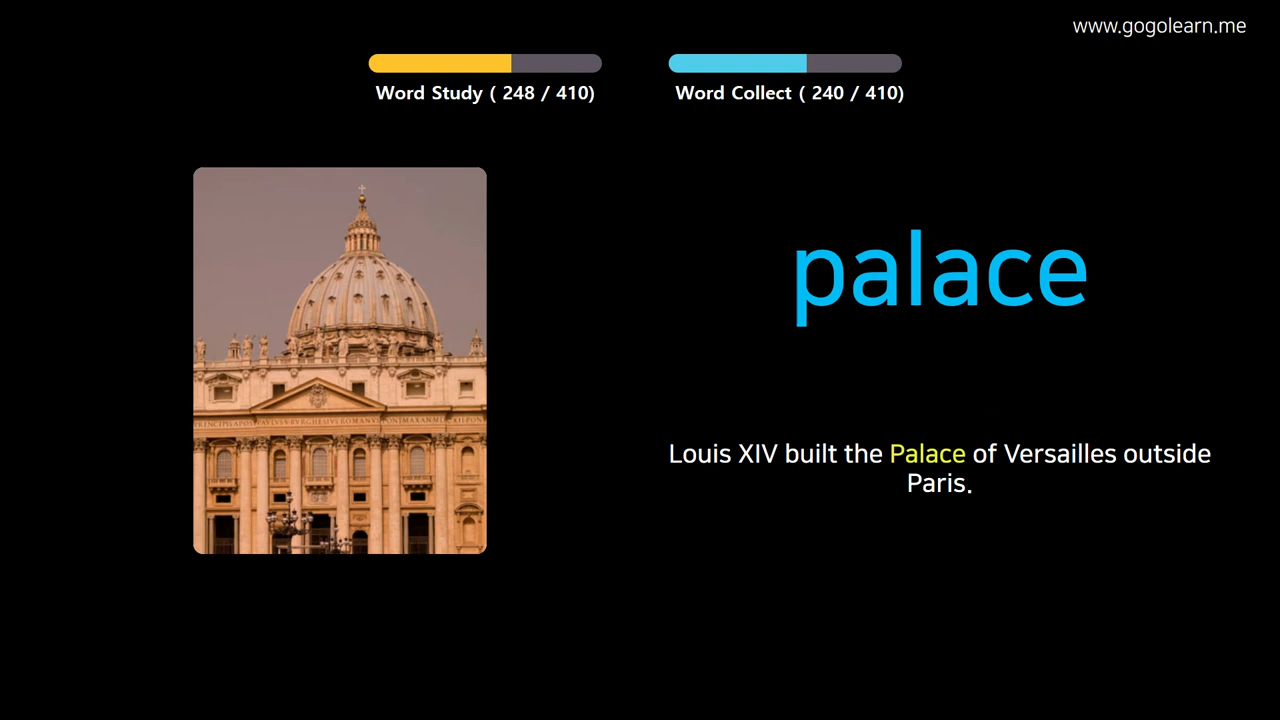 www.gogolearn.me
Word Study ( 248 / 410)
Word Collect ( 240 / 410)
palace
Louis XIV built the Palace of Versailles outside
Paris.